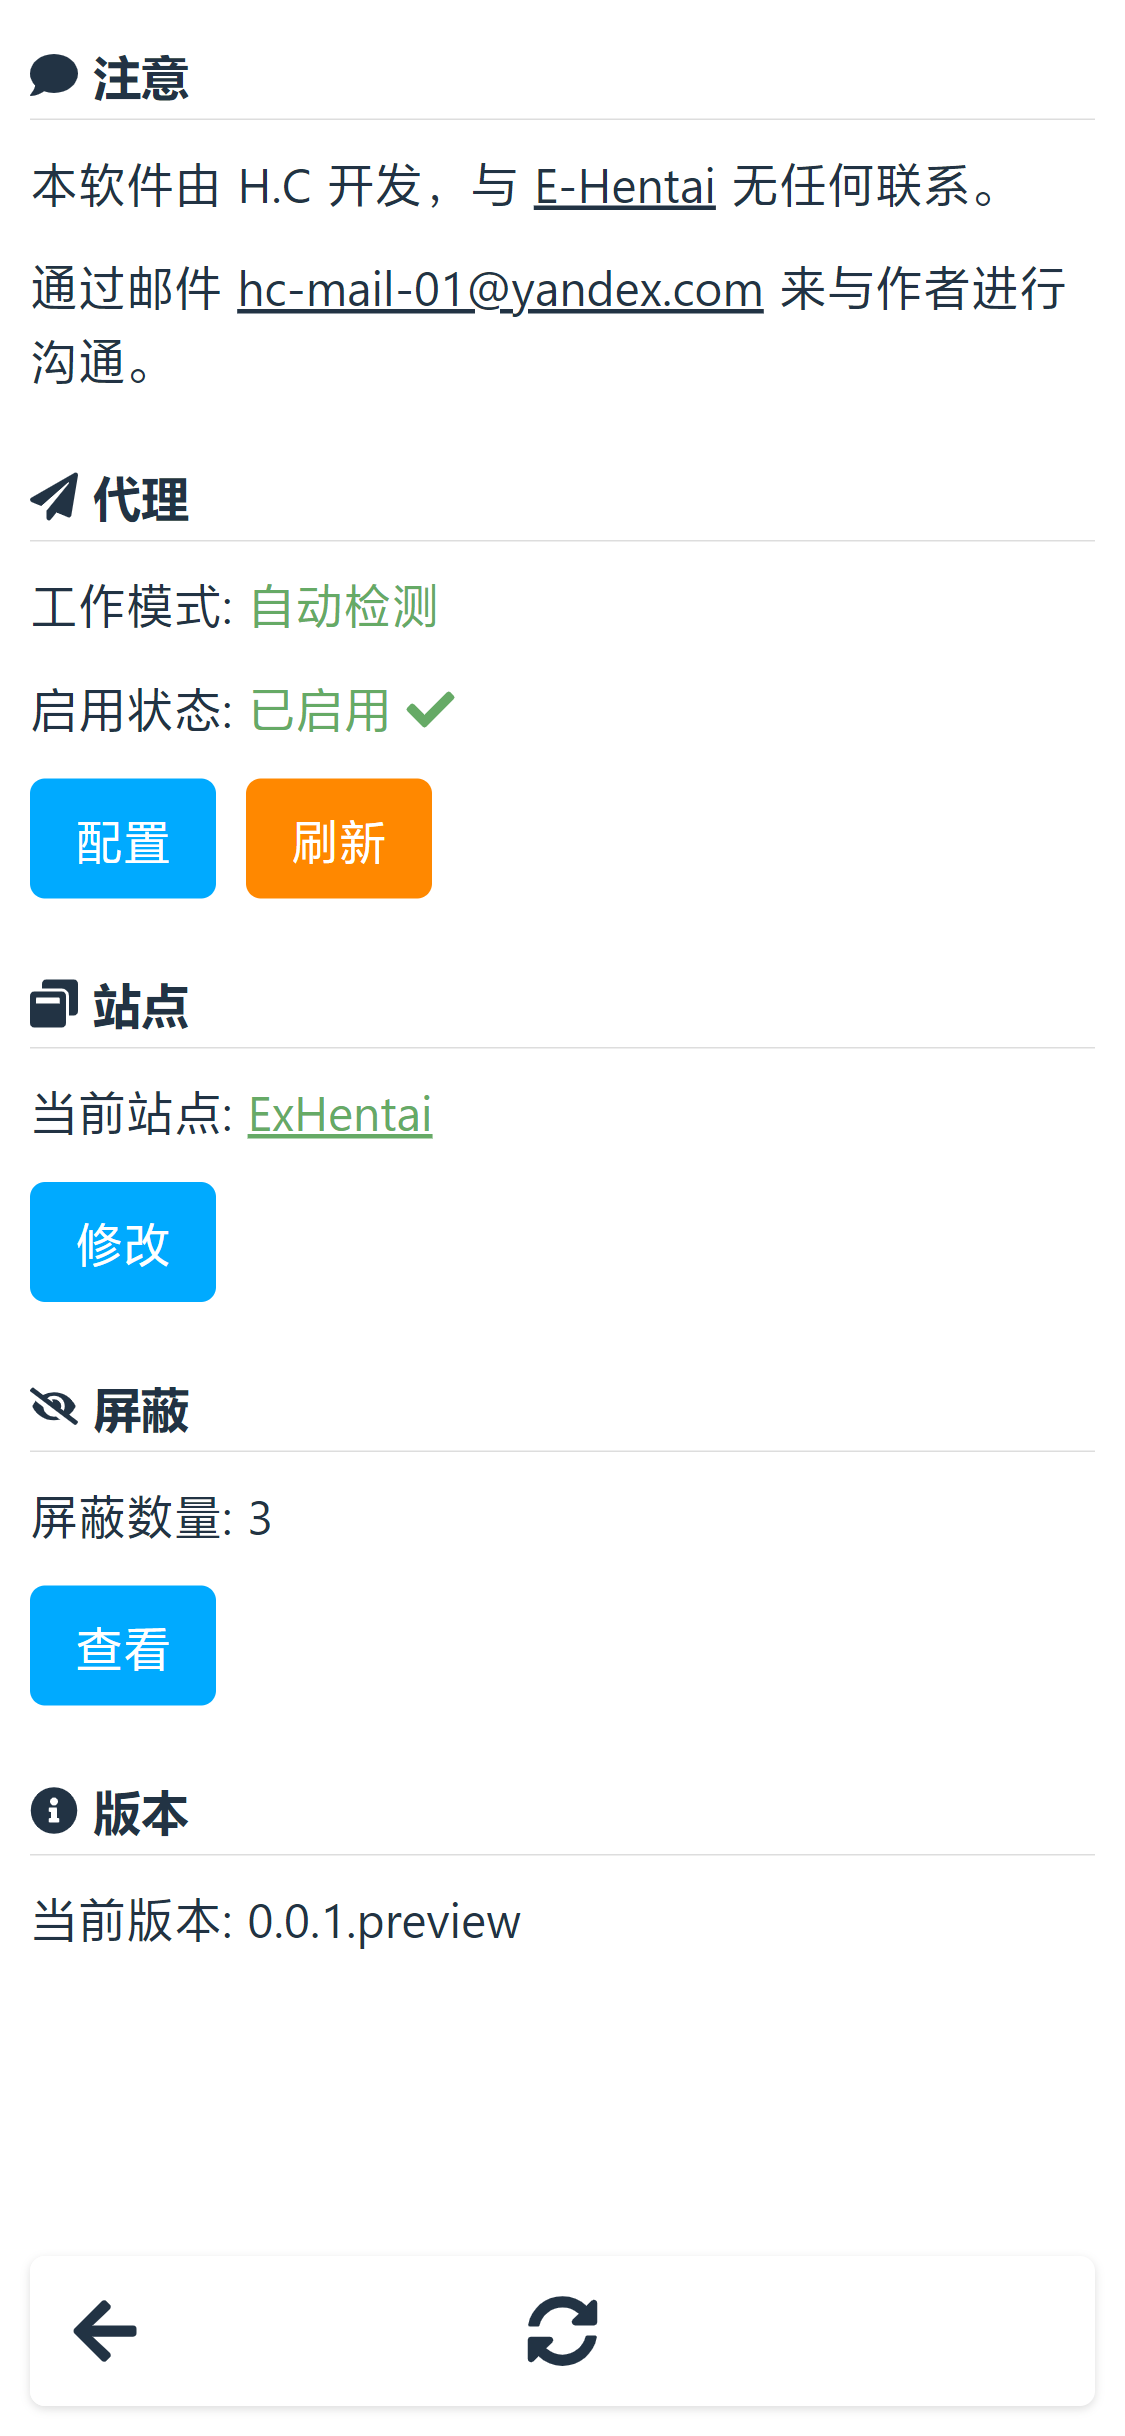 注意
本软件由 H.C 开发，与 E-Hentai 无任何联系。
通过邮件 hc-mail-01@yandex.com 来与作者进行
沟通。
代理
工作模式: 自动检测
启用状态: 已启用
配置 刷新
站点
当前站点: ExHentai
修改
屏蔽
屏蔽数量: 3
查看
版本
当前版本: 0.0.1.preview